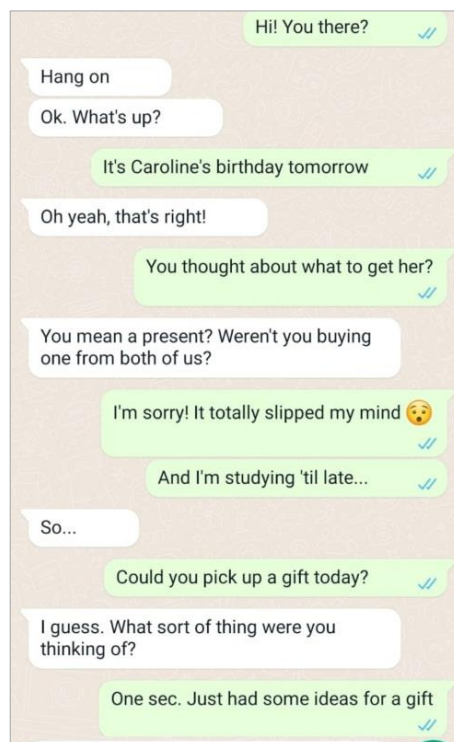 Hi! You there?
Hang on
Ok. What's up?
It's Caroline's birthday tomorrow
Oh yeah, that's right!
You thought about what to get her?
You mean a present? Weren't you buying
one from both of us?
I'm sorry! It totally slipped my mind 😯
And I'm studying 'til late...
So...
Could you pick up a gift today?
I guess. What sort of thing were you
thinking of?
One sec. Just had some ideas for a gift